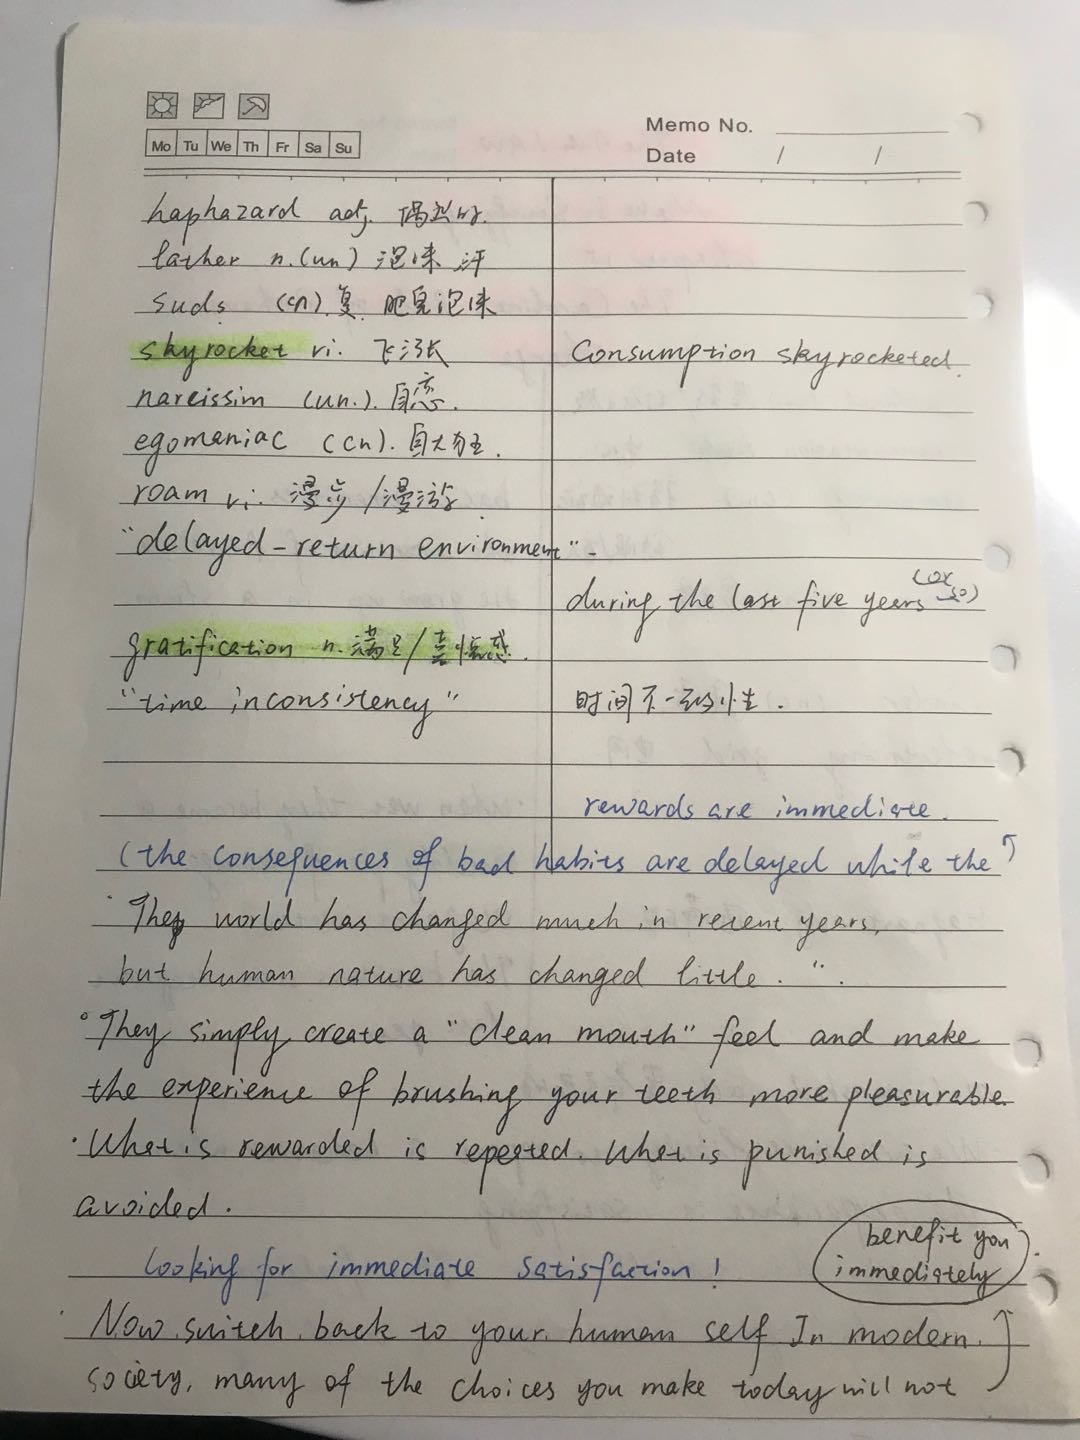 Memo No.
Mo Tu We Th Fr Sa Su
Date / /
haphazard adj. 偶然的.
lather n.(un) 泡沫 汗
suds (cn).复 肥皂泡沫
skyrocket vi. 飞涨 Consumption skyrocketed.
narcissim (un.). 自恋.
egomaniac (cn). 自大狂.
roam vi. 漫步/漫游
"delayed-return environment".
during the last five years (or so)
gratification n. 满足/喜悦感.
"time inconsistency" 时间不一致性.
rewards are immediate.
(the consequences of bad habits are delayed while the
The world has changed much in recent years,
but human nature has changed little.".
They simply create a "clean mouth" feel and make
the experience of brushing your teeth more pleasurable.
What is rewarded is repeated. What is punished is
avoided.
looking for immediate satisfaction!
benefit you
immediately
Now switch back to your human self In modern
society, many of the choices you make today will not